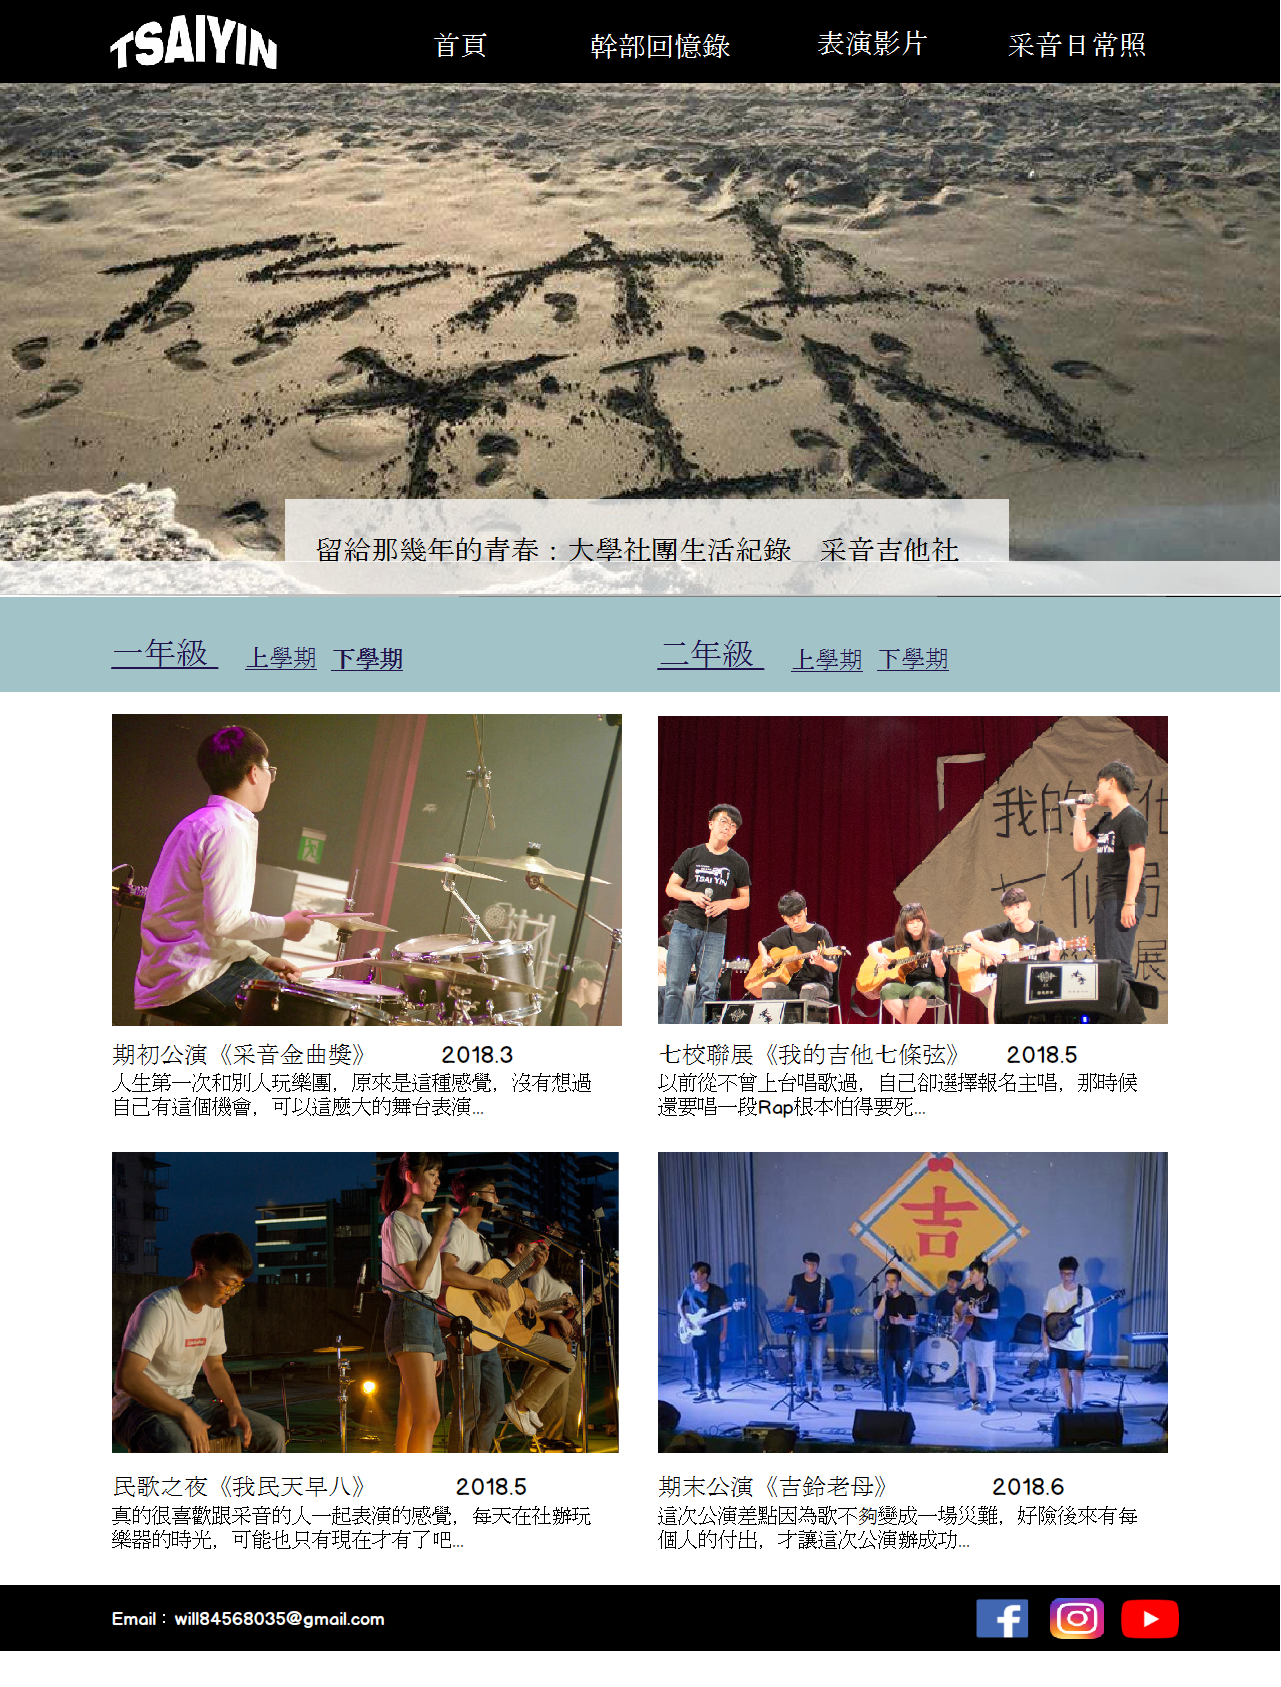 TSAIYIN
首頁 幹部回憶錄 表演影片 采音日常照
TSAI
YIN
留給那幾年的青春：大學社團生活紀錄 采音吉他社
一年級 上學期 下學期 二年級 上學期 下學期
我的吉他
七條弦
展
TSAI YIN
期初公演《采音金曲獎》 2018.3
人生第一次和別人玩樂團，原來是這種感覺，沒有想過
自己有這個機會，可以這麼大的舞台表演...
七校聯展《我的吉他七條弦》 2018.5
以前從不曾上台唱歌過，自己卻選擇報名主唱，那時候
還要唱一段Rap根本怕得要死...
吉
民歌之夜《我民天早八》 2018.5
真的很喜歡跟采音的人一起表演的感覺，每天在社辦玩
樂器的時光，可能也只有現在才有了吧...
期末公演《吉鈴老母》 2018.6
這次公演差點因為歌不夠變成一場災難，好險後來有每
個人的付出，才讓這次公演辦成功...
Email：will84568035@gmail.com